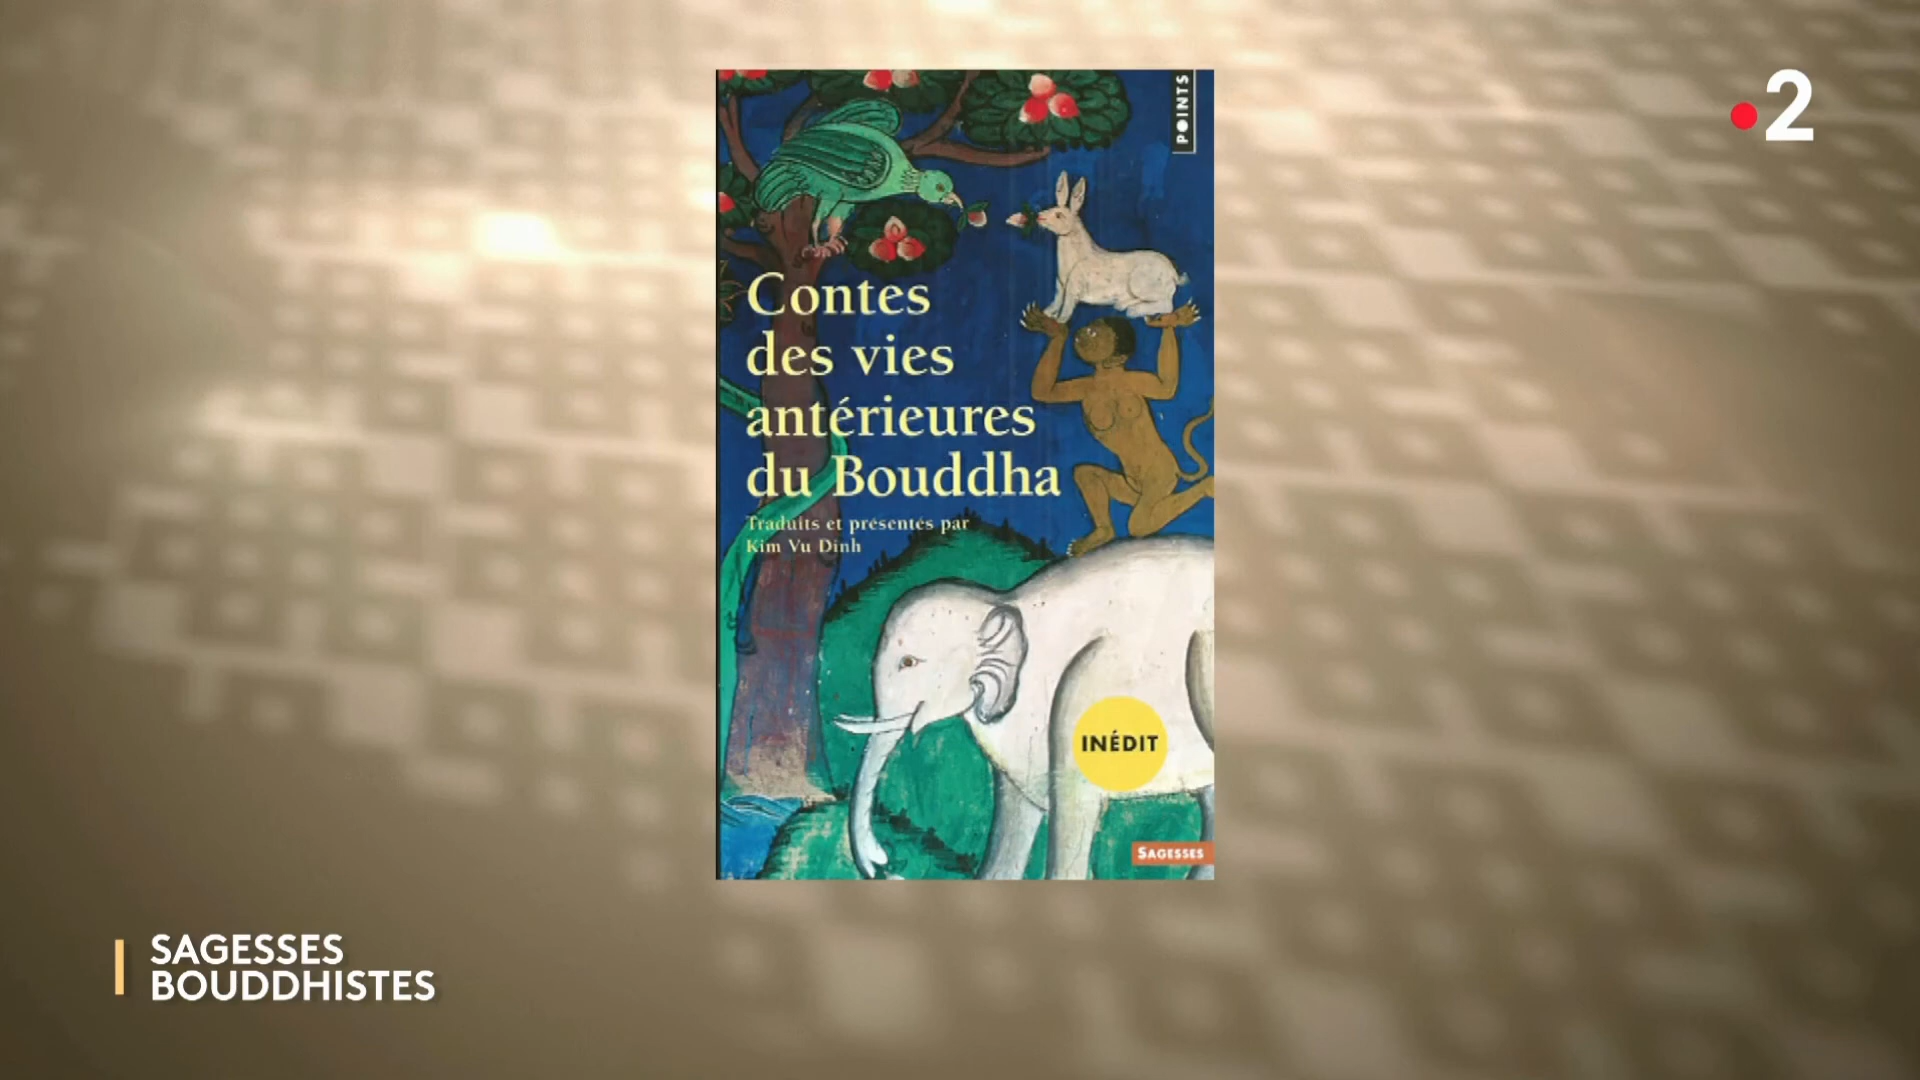 POINTS
2
Contes
des vies
antérieures
du Bouddha
Traduits et présentés par
Kim Vu Dinh
INÉDIT
SAGESSES
SAGESSES
BOUDDHISTES